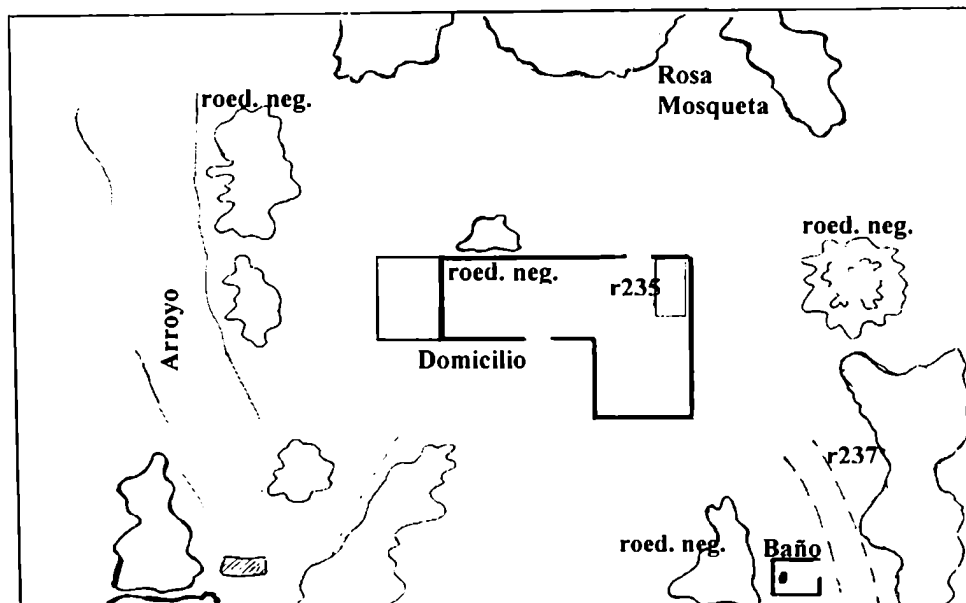 Rosa
Mosqueta
roed. neg.
roed. neg.
roed. neg.
r235
Arroyo
Domicilio
r237
roed. neg.
Baño